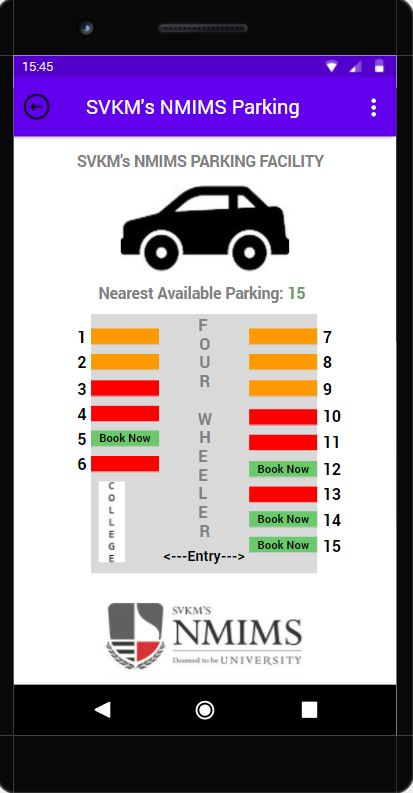 15:45
SVKM's NMIMS Parking
SVKM's NMIMS PARKING FACILITY
Nearest Available Parking: 15
FOUR WHEELER
1
2
3
4
5 Book Now
6
7
8
9
10
11
Book Now 12
13
Book Now 14
Book Now 15
COLLEGE
<---Entry--->
SVKM'S
NMIMS
Deemed to be UNIVERSITY